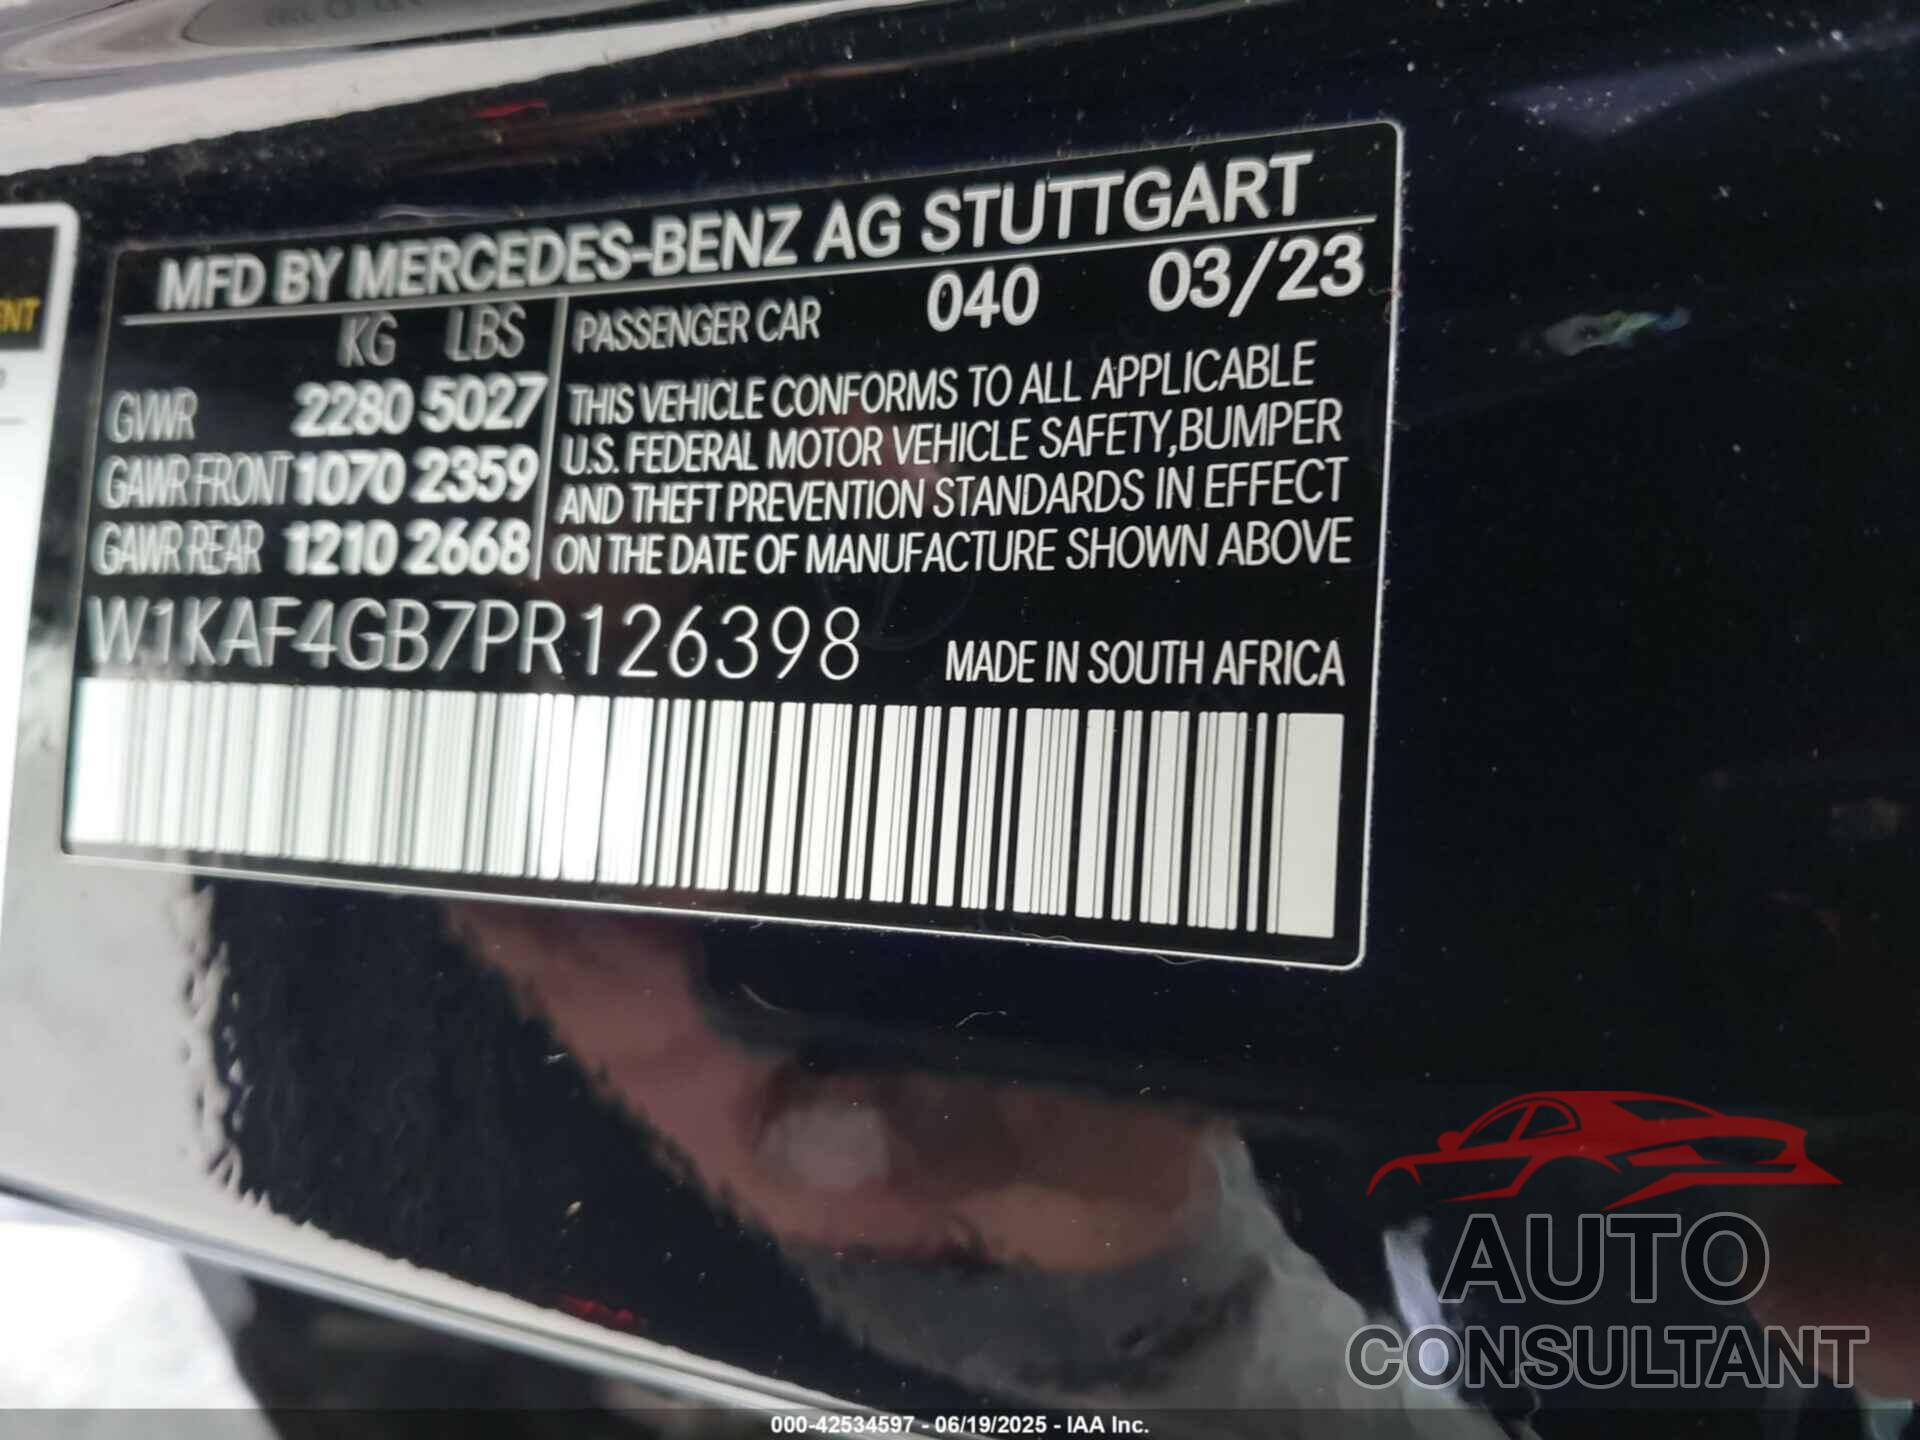 MFD BY MERCEDES-BENZ AG STUTTGART
KG LBS
PASSENGER CAR 040 03/23
GVWR 2280 5027
GAWR FRONT 1070 2359
GAWR REAR 1210 2668
THIS VEHICLE CONFORMS TO ALL APPLICABLE
U.S. FEDERAL MOTOR VEHICLE SAFETY,BUMPER
AND THEFT PREVENTION STANDARDS IN EFFECT
ON THE DATE OF MANUFACTURE SHOWN ABOVE
W1KAF4GB7PR126398
MADE IN SOUTH AFRICA
AUTO
CONSULTANT
000-42534597 - 06/19/2025 - IAA Inc.